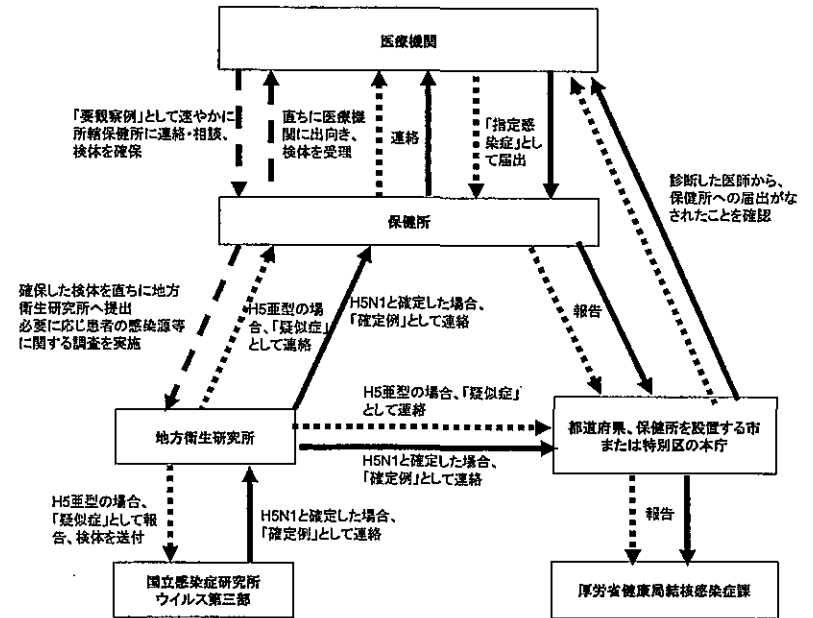 医療機関
「要観察例」として速やかに
所轄保健所に連絡・相談、
検体を確保
直ちに医療機
関に出向き、
検体を受理
連絡
「指定感
染症」とし
て届出
診断した医師から、
保健所への届出がな
されたことを確認
保健所
確保した検体を直ちに地方
衛生研究所へ提出
必要に応じ患者の感染源等
に関する調査を実施
H5亜型の場
合、「疑似症」
として連絡
H5N1と確定した場合、
「確定例」として連絡
報告
地方衛生研究所
H5亜型の場合、「疑似症」
として連絡
H5N1と確定した場合、
「確定例」として連絡
都道府県、保健所を設置する市
または特別区の本庁
H5亜型の場合、
「疑似症」として報
告、検体を送付
H5N1と確定した場合、
「確定例」として連絡
報告
国立感染症研究所
ウイルス第三部
厚労省健康局結核感染症課